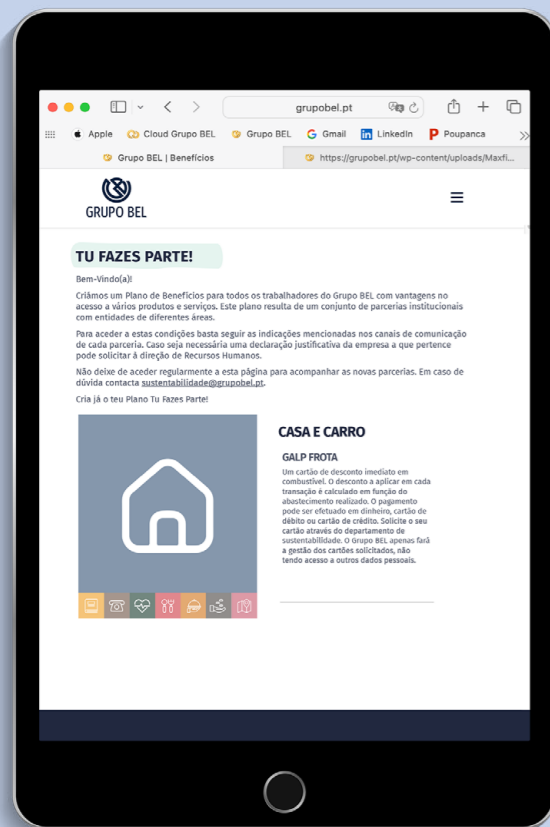 grupobel.pt
Apple Cloud Grupo BEL Grupo BEL Gmail LinkedIn Poupanca
Grupo BEL | Benefícios https://grupobel.pt/wp-content/uploads/Maxfi...
GRUPO BEL
TU FAZES PARTE!
Bem-Vindo(a)!
Criámos um Plano de Benefícios para todos os trabalhadores do Grupo BEL com vantagens no
acesso a vários produtos e serviços. Este plano resulta de um conjunto de parcerias institucionais
com entidades de diferentes áreas.
Para aceder a estas condições basta seguir as indicações mencionadas nos canais de comunicação
de cada parceria. Caso seja necessária uma declaração justificativa da empresa a que pertence
pode solicitar à direção de Recursos Humanos.
Não deixe de aceder regularmente a esta página para acompanhar as novas parcerias. Em caso de
dúvida contacta sustentabilidade@grupobel.pt.
Cria já o teu Plano Tu Fazes Parte!
CASA E CARRO
GALP FROTA
Um cartão de desconto imediato em
combustível. O desconto a aplicar em cada
transação é calculado em função do
abastecimento realizado. O pagamento
pode ser efetuado em dinheiro, cartão de
débito ou cartão de crédito. Solicite o seu
cartão através do departamento de
sustentabilidade. O Grupo BEL apenas fará
a gestão dos cartões solicitados, não
tendo acesso a outros dados pessoais.